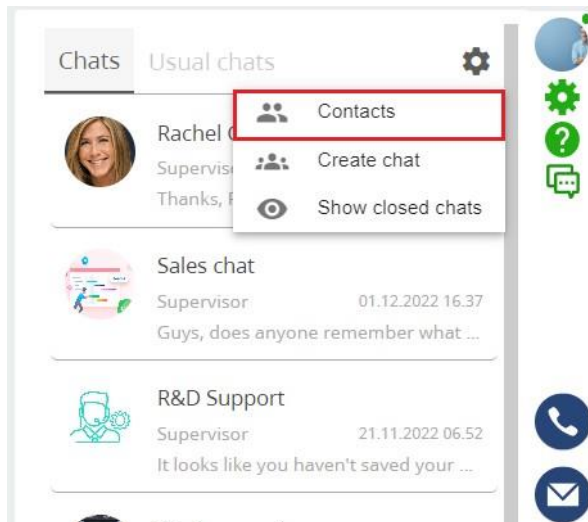 Chats Usual chats
Contacts
Rachel
Create chat
Supervis
Thanks,
Show closed chats
Sales chat
Supervisor 01.12.2022 16.37
Guys, does anyone remember what ...
R&D Support
Supervisor 21.11.2022 06.52
It looks like you haven't saved your ...